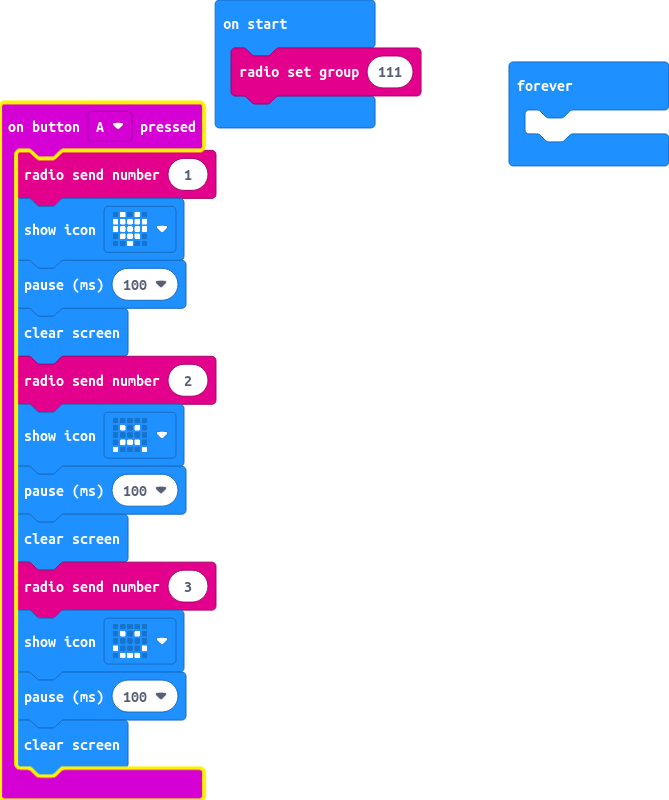 on start
radio set group 111
forever
on button A pressed
radio send number 1
show icon
pause (ms) 100
clear screen
radio send number 2
show icon
pause (ms) 100
clear screen
radio send number 3
show icon
pause (ms) 100
clear screen